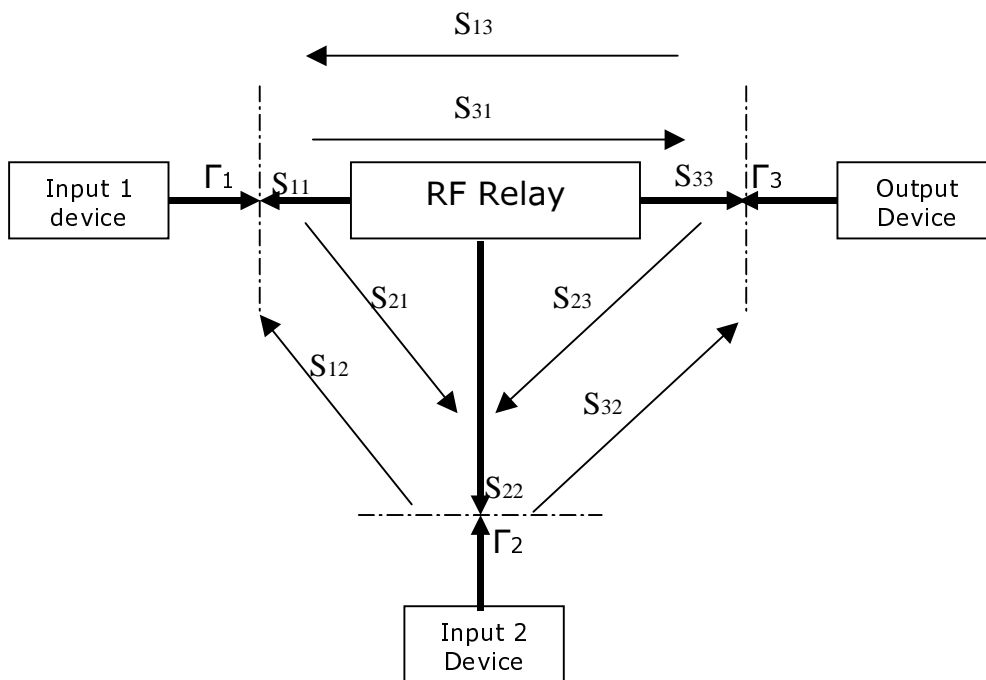 S13
S31
Input 1
device
Γ1
S11
RF Relay
S33
Γ3
Output
Device
S21
S23
S12
S32
S22
Γ2
Input 2
Device